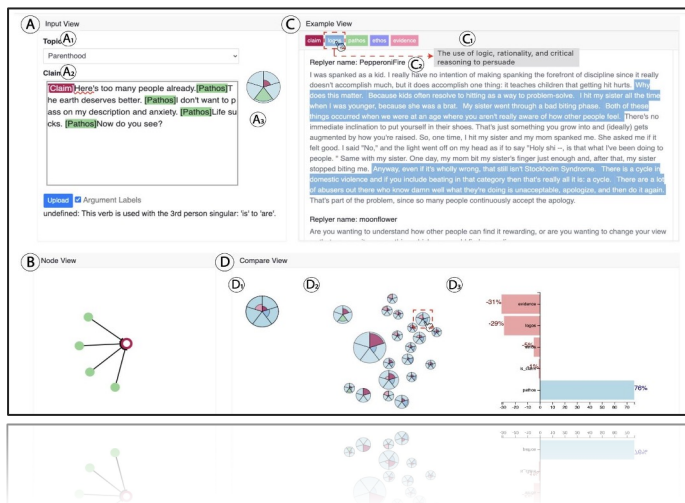 A Input View
Topic A1
Parenthood
Claim A2
[Claim]Here's too many people already.[Pathos]T
he earth deserves better. [Pathos]I don't want to p
ass on my description and anxiety. [Pathos]Life su
cks. [Pathos]Now do you see?
A3
Upload Argument Labels
undefined: This verb is used with the 3rd person singular: 'is' to 'are'.
C Example View
claim logos pathos ethos evidence
C1
C2
The use of logic, rationality, and critical
reasoning to persuade
Replyer name: PepperoniFire
I was spanked as a kid. I really have no intention of making spanking the forefront of discipline since it really
doesn't accomplish much, but it does accomplish one thing: it teaches children that getting hit hurts. Why
does this matter. Because kids often resolve to hitting as a way to problem-solve. I hit my sister all the time
when I was younger, because she was a brat. My sister went through a bad biting phase. Both of these
things occurred when we were at an age where you aren't really aware of how other people feel. There's no
immediate inclination to put yourself in their shoes. That's just something you grow into and (ideally) gets
augmented by how you're raised. So, one time, I hit my sister and my mom spanked me. She asked me if it
felt good. I said "No," and the light went off on my head as if to say "Holy shi --, is that what I've been doing to
people. " Same with my sister. One day, my mom bit my sister's finger just enough and, after that, my sister
stopped biting me. Anyway, even if it's wholly wrong, that still isn't Stockholm Syndrome. There is a cycle in
domestic violence and if you include beating in that category then that's really all it is: a cycle. There are a lot
of abusers out there who know damn well what they're doing is unacceptable, apologize, and then do it again.
That's part of the problem, since so many people continually accept the apology.
Replyer name: moonflower
Are you wanting to understand how other people can find it rewarding, or are you wanting to change your view
B Node View
D Compare View
D1
D2
D3
-31% evidence
-29% logos
-5%
pathos 76%
-30 -20 -10 0 10 20 30 40 50 60 70